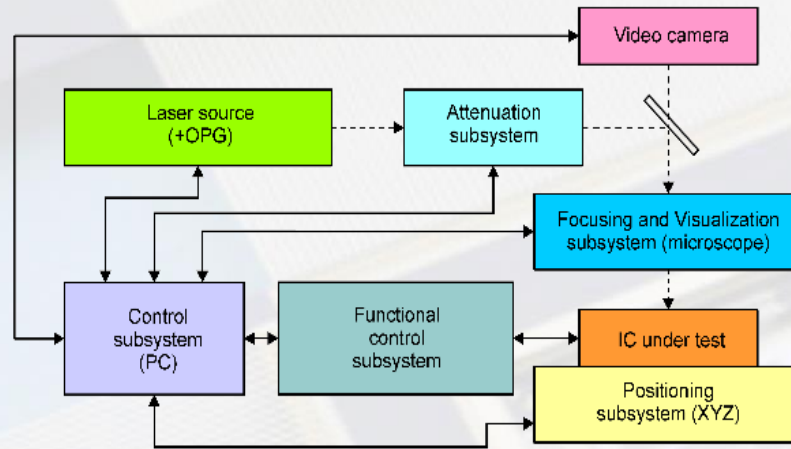 Video camera
Laser source
(+OPG)
Attenuation
subsystem
Focusing and Visualization
subsystem (microscope)
Control
subsystem
(PC)
Functional
control
subsystem
IC under test
Positioning
subsystem (XYZ)